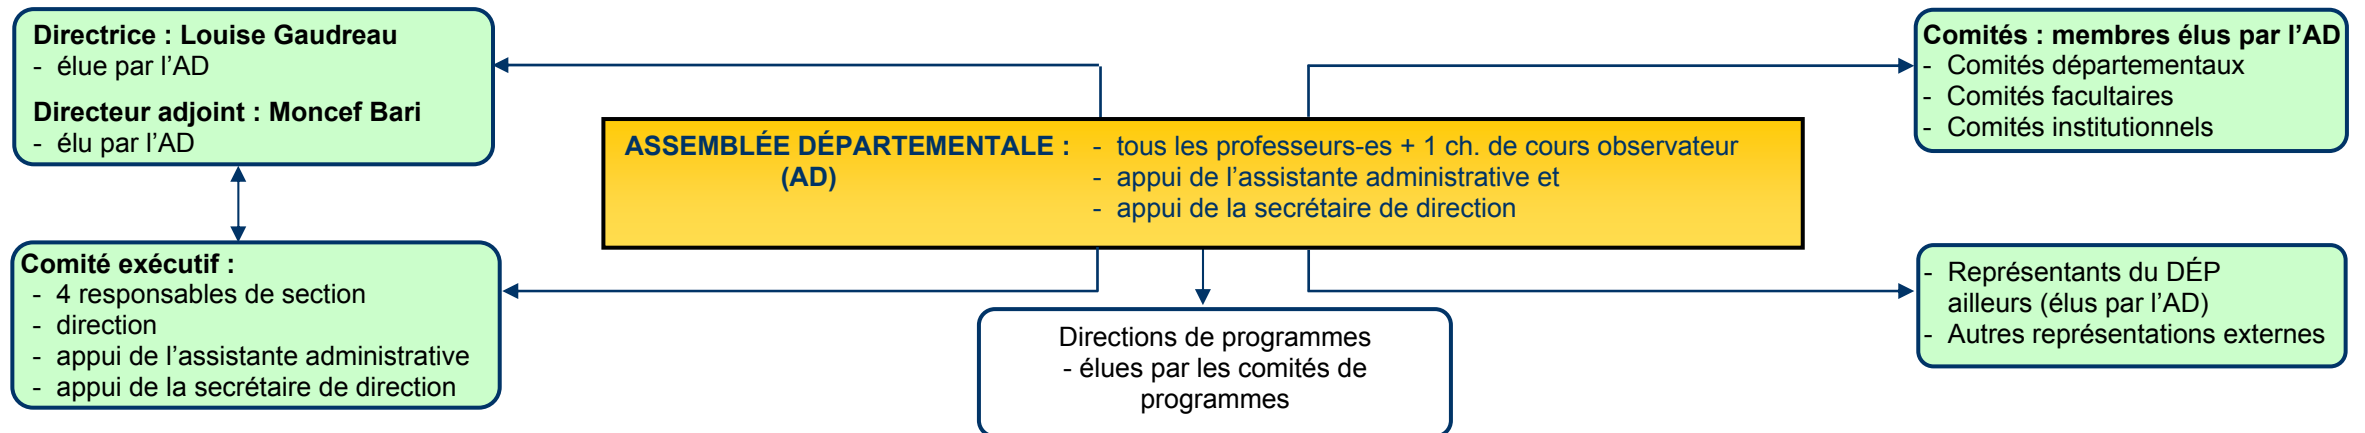 Directrice : Louise Gaudreau
- élue par l’AD
Directeur adjoint : Moncef Bari
- élu par l’AD
Comités : membres élus par l’AD
- Comités départementaux
- Comités facultaires
- Comités institutionnels
ASSEMBLÉE DÉPARTEMENTALE : - tous les professeurs-es + 1 ch. de cours observateur
(AD) - appui de l’assistante administrative et
- appui de la secrétaire de direction
Comité exécutif :
- 4 responsables de section
- direction
- appui de l’assistante administrative
- appui de la secrétaire de direction
Directions de programmes
- élues par les comités de
programmes
- Représentants du DÉP
ailleurs (élus par l’AD)
- Autres représentations externes